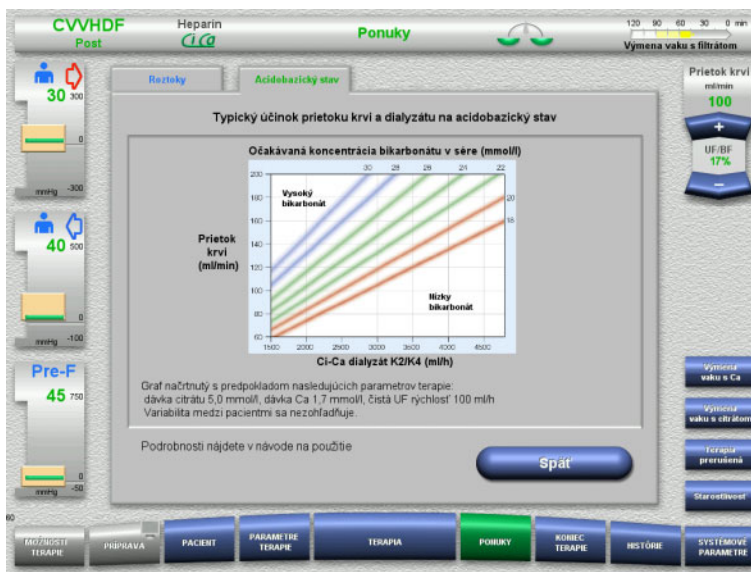 CVVHDF
Post
Heparin
CiCa
Ponuky
120 90 60 30 0 min
Výmena vaku s filtrátom
30 300
0
mmHg -300
40 500
0
mmHg -100
Pre-F
45 750
0
mmHg -50
Roztoky
Acidobazický stav
Typický účinok prietoku krvi a dialyzátu na acidobazický stav
Očakávaná koncentrácia bikarbonátu v sére (mmol/l)
30 28 26 24 22
200
180
160
140
120
100
80
60
20
18
Vysoký
bikarbonát
Nízky
bikarbonát
Prietok
krvi
(ml/min)
1500 2000 2500 3000 3500 4000 4500
Ci-Ca dialyzát K2/K4 (ml/h)
Graf načrtnutý s predpokladom nasledujúcich parametrov terapie:
dávka citrátu 5,0 mmol/l, dávka Ca 1,7 mmol/l, čistá UF rýchlosť 100 ml/h
Variabilita medzi pacientmi sa nezohľadňuje.
Podrobnosti nájdete v návode na použitie
Späť
Prietok krvi
ml/min
100
+
UF/BF
17%
−
Výmena
vaku s Ca
Výmena
vaku s citrátom
Terapia
prerušená
Starostlivosť
60
MOŽNOSTI
TERAPIE
PRÍPRAVA
PACIENT
PARAMETRE
TERAPIE
TERAPIA
PONUKY
KONIEC
TERAPIE
HISTÓRIE
SYSTÉMOVÉ
PARAMETRE